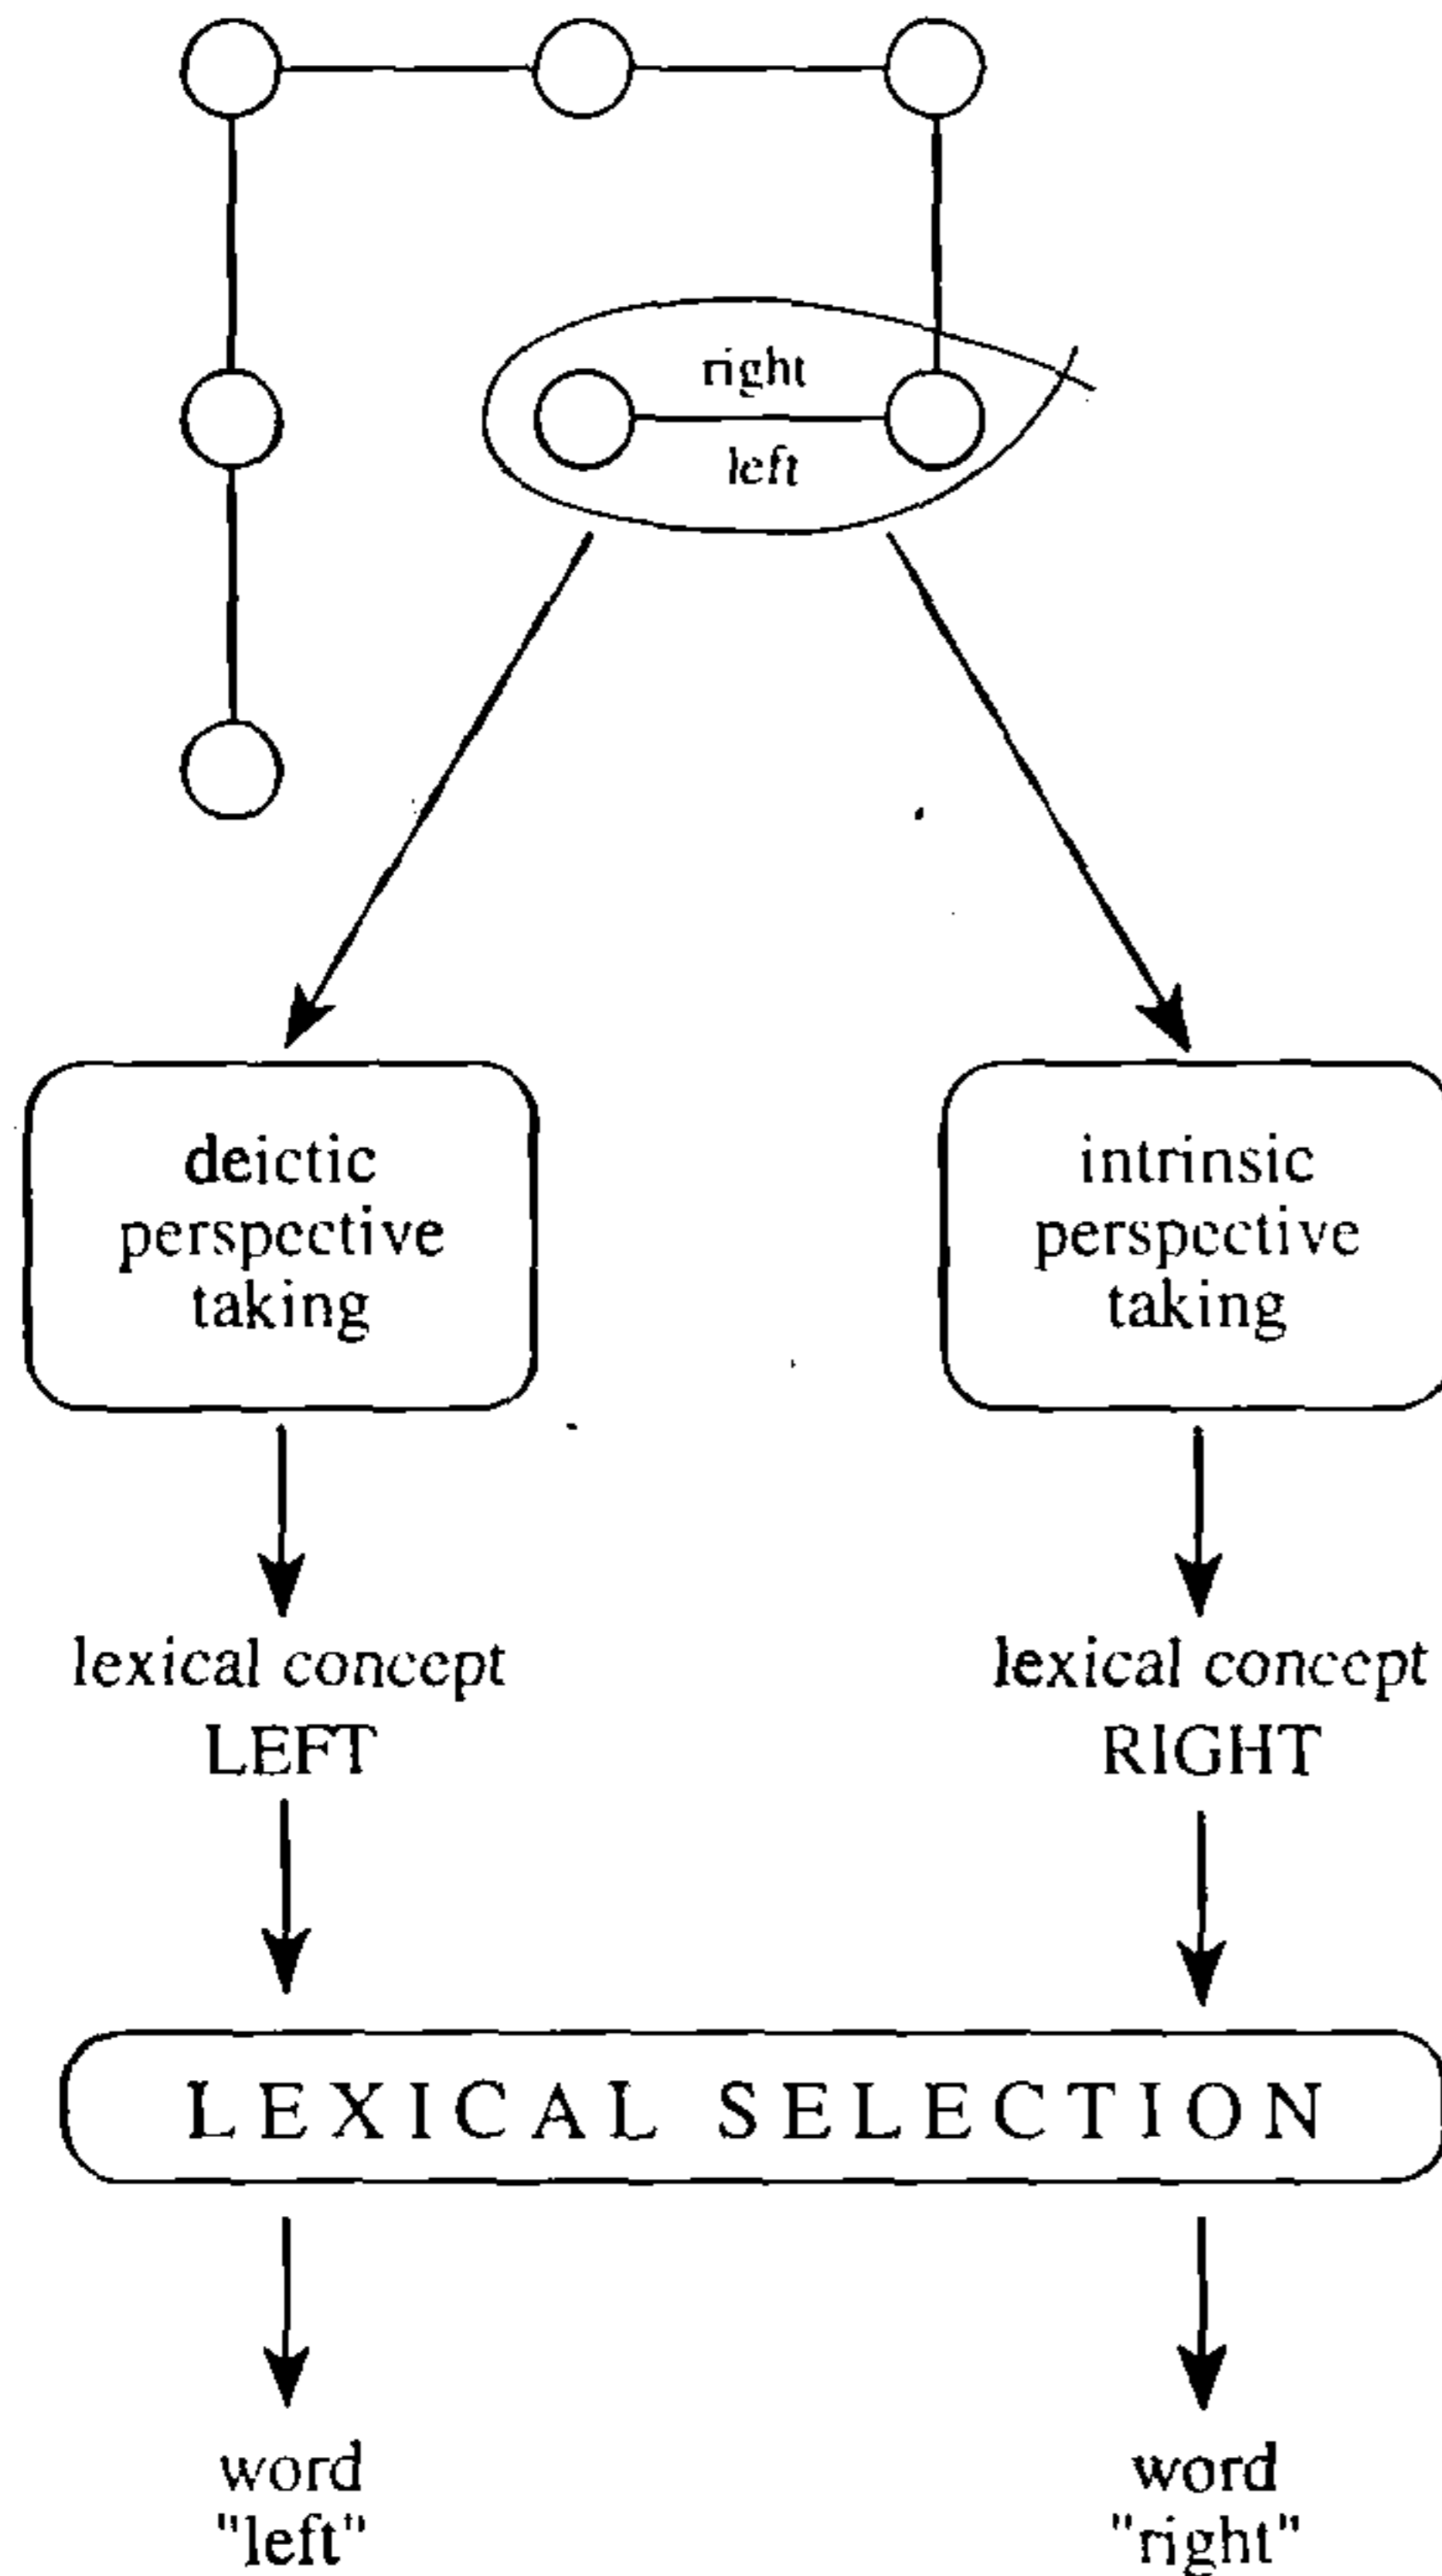 right
left
deictic
perspective
taking
intrinsic
perspective
taking
lexical concept
LEFT
lexical concept
RIGHT
LEXICAL SELECTION
word
"left"
word
"right"